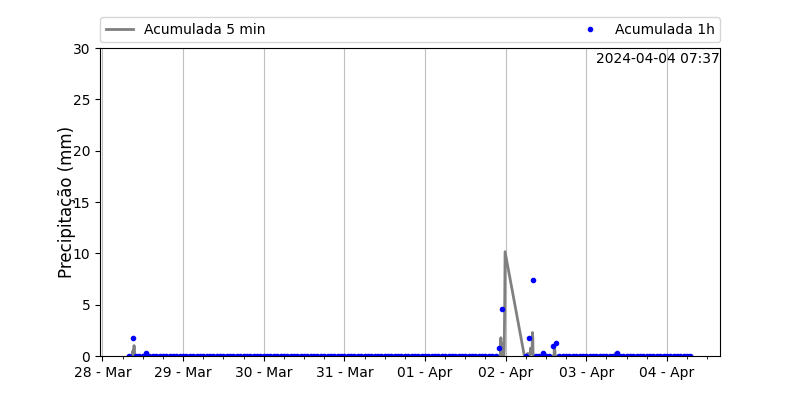 Acumulada 5 min
Acumulada 1h
2024-04-04 07:37
Precipitação (mm)
30
25
20
15
10
5
0
28 - Mar
29 - Mar
30 - Mar
31 - Mar
01 - Apr
02 - Apr
03 - Apr
04 - Apr